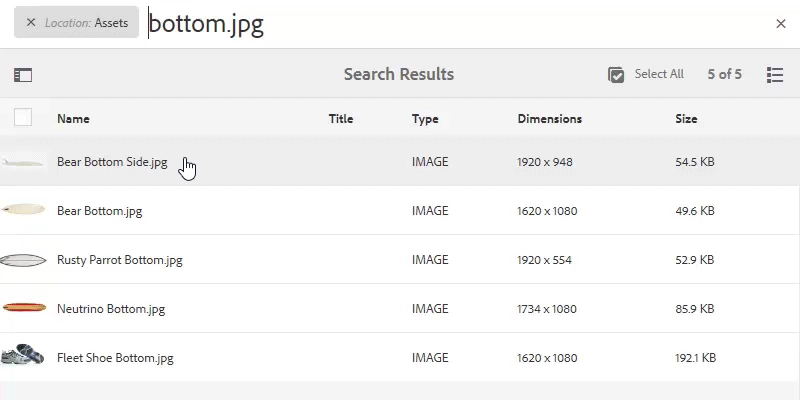 × Location: Assets bottom.jpg ×
Search Results Select All 5 of 5
Name Title Type Dimensions Size
Bear Bottom Side.jpg IMAGE 1920 x 948 54.5 KB
Bear Bottom.jpg IMAGE 1620 x 1080 49.6 KB
Rusty Parrot Bottom.jpg IMAGE 1920 x 554 52.9 KB
Neutrino Bottom.jpg IMAGE 1734 x 1080 85.9 KB
Fleet Shoe Bottom.jpg IMAGE 1620 x 1080 192.1 KB